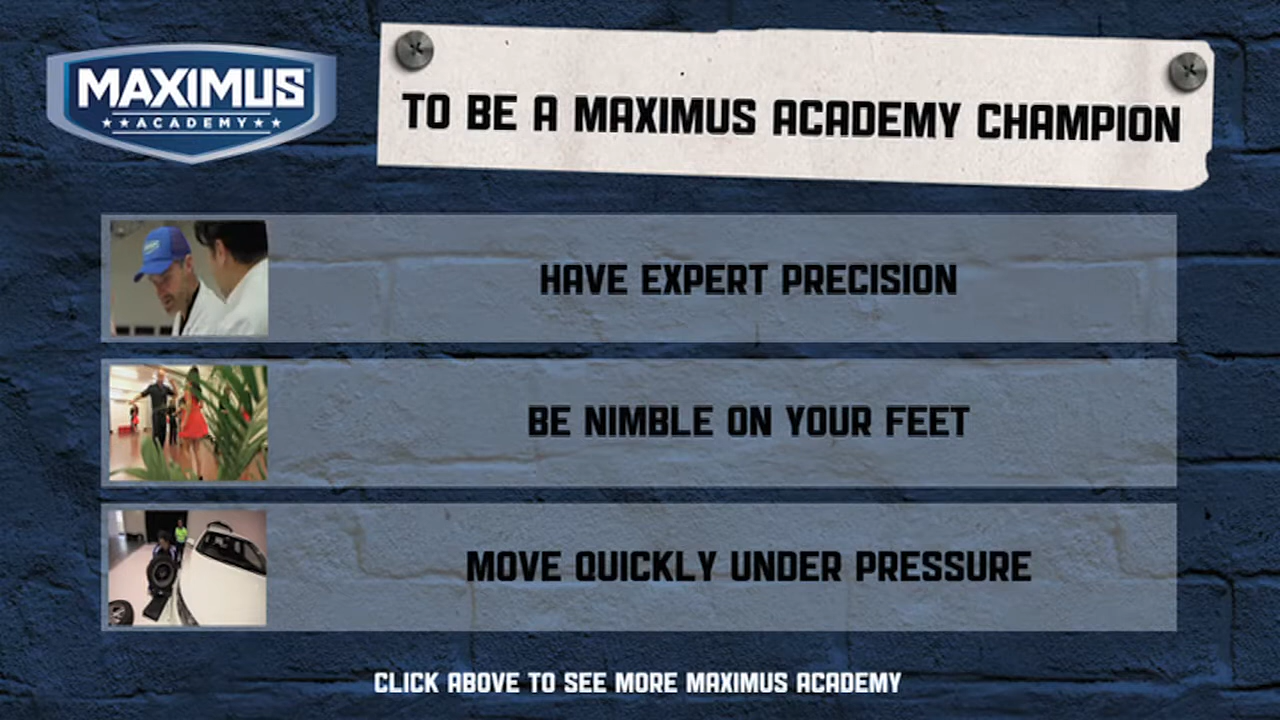 MAXIMUS
ACADEMY
TO BE A MAXIMUS ACADEMY CHAMPION
HAVE EXPERT PRECISION
BE NIMBLE ON YOUR FEET
MOVE QUICKLY UNDER PRESSURE
CLICK ABOVE TO SEE MORE MAXIMUS ACADEMY